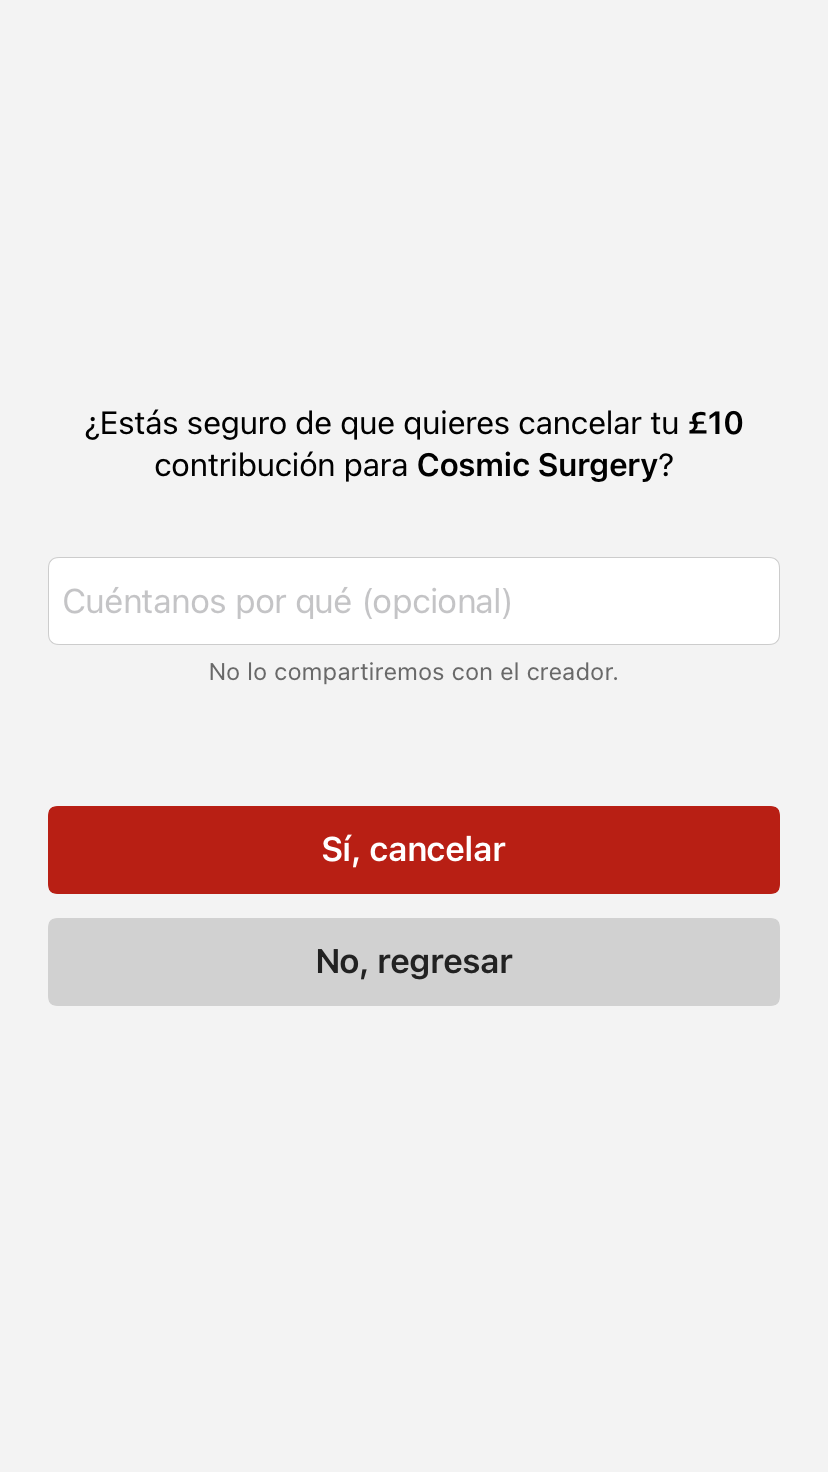 ¿Estás seguro de que quieres cancelar tu £10
contribución para Cosmic Surgery?
Cuéntanos por qué (opcional)
No lo compartiremos con el creador.
Sí, cancelar
No, regresar